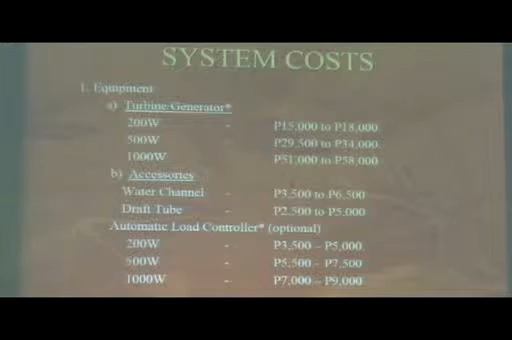 SYSTEM COSTS
1. Equipment
a) Turbine/Generator*
200W - P15,000 to P18,000
500W P29,500 to P34,000
1000W P51,000 to P58,000
b) Accessories
Water Channel - P3,500 to P6,500
Draft Tube - P2,500 to P5,000
Automatic Load Controller* (optional)
200W - P3,500 – P5,000
500W - P5,500 – P7,500
1000W - P7,000 – P9,000